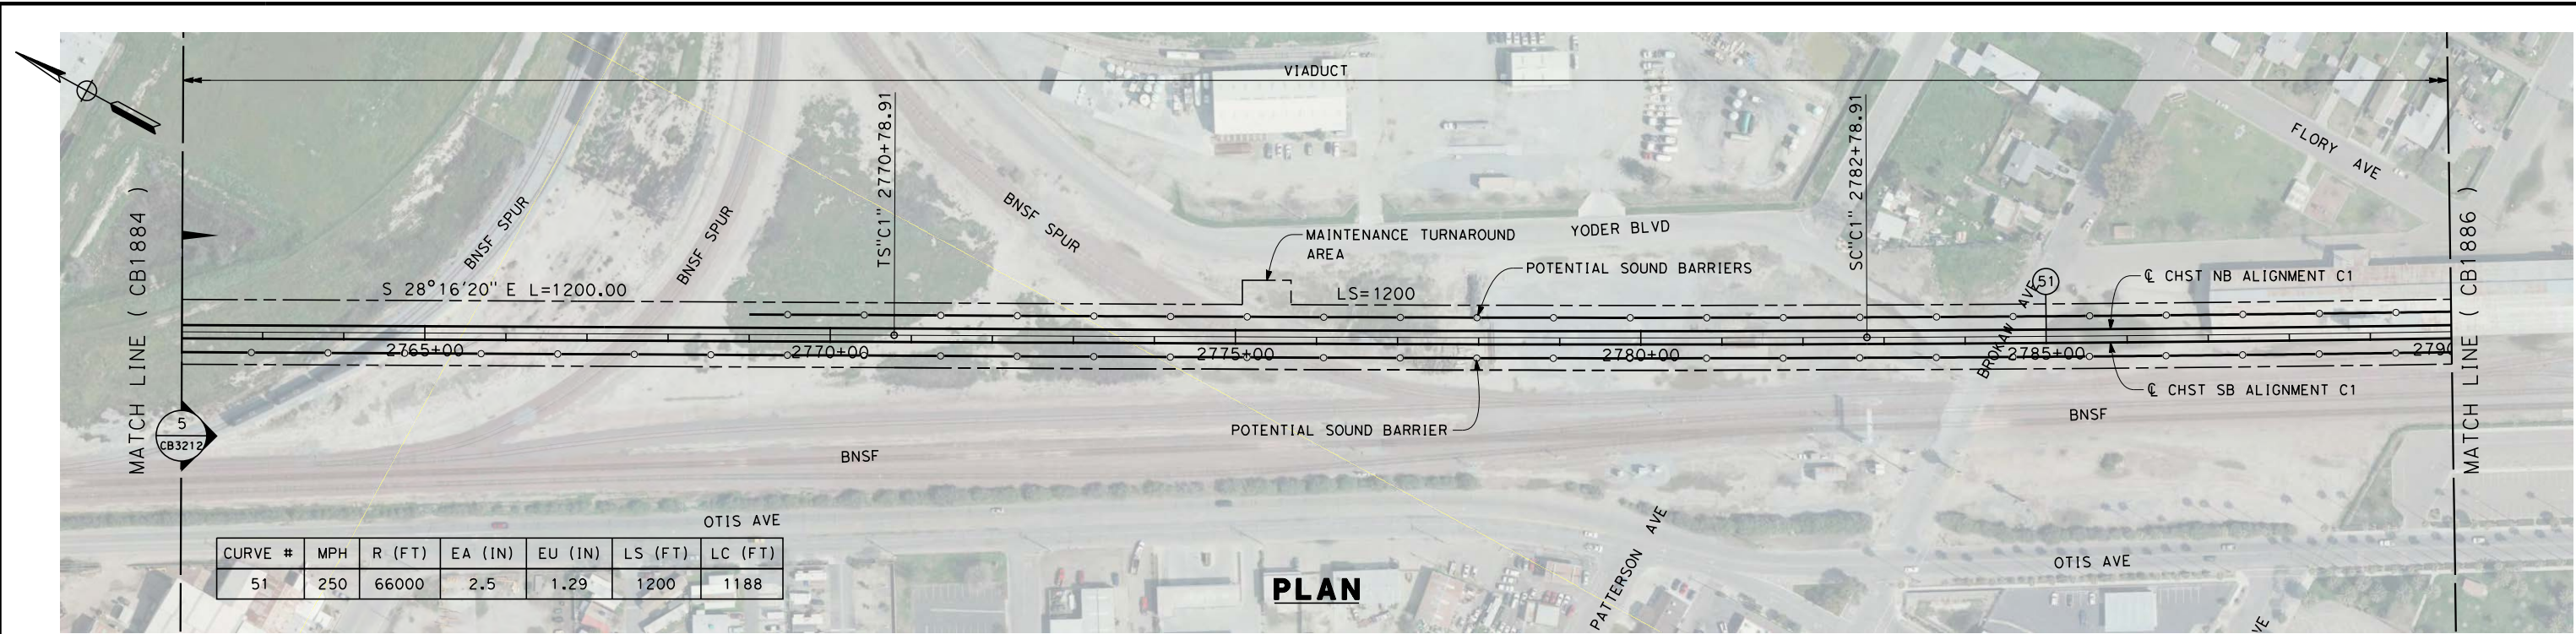 VIADUCT
MATCH LINE ( CB1884 )
TS"C1" 2770+78.91
SC"C1" 2782+78.91
MATCH LINE ( CB1886 )
FLORY AVE
BNSF SPUR
BNSF SPUR
BNSF SPUR
YODER BLVD
MAINTENANCE TURNAROUND
AREA
POTENTIAL SOUND BARRIERS
BROKAW AVE
51
℄ CHST NB ALIGNMENT C1
S 28°16'20" E L=1200.00
LS=1200
2765+00
2770+00
2775+00
2780+00
2785+00
279
℄ CHST SB ALIGNMENT C1
5
CB3212
POTENTIAL SOUND BARRIER
BNSF
BNSF
OTIS AVE
OTIS AVE
PATTERSON AVE
VE
CURVE # MPH R (FT) EA (IN) EU (IN) LS (FT) LC (FT)
51 250 66000 2.5 1.29 1200 1188
PLAN